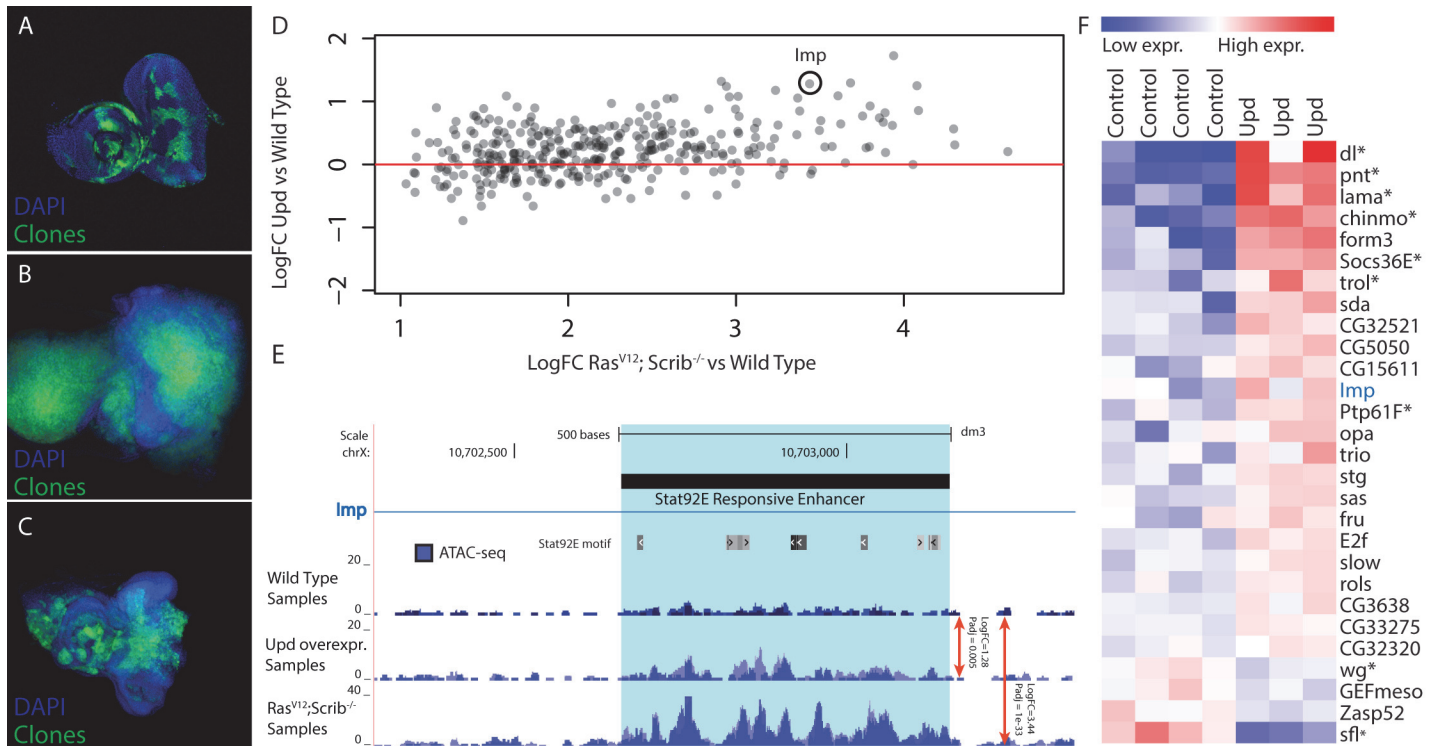 A
DAPI
Clones
B
DAPI
Clones
C
DAPI
Clones
D
LogFC Upd vs Wild Type
2
1
0
−1
−2
Imp
1
2
3
4
LogFC Ras^V12; Scrib^-/- vs Wild Type
E
Scale
chrX:
500 bases
dm3
10,702,500
10,703,000
Stat92E Responsive Enhancer
Imp
Stat92E motif
ATAC-seq
20
Wild Type
Samples
0
20
Upd overexpr.
Samples
0
40
Ras^V12;Scrib^-/-
Samples
0
LogFC=1.28
Padj = 0.005
LogFC=3.44
Padj = 1e-33
F
Low expr.
High expr.
Control
Control
Control
Control
Upd
Upd
Upd
dl*
pnt*
lama*
chinmo*
form3
Socs36E*
trol*
sda
CG32521
CG5050
CG15611
Imp
Ptp61F*
opa
trio
stg
sas
fru
E2f
slow
rols
CG3638
CG33275
CG32320
wg*
GEFmeso
Zasp52
sfl*